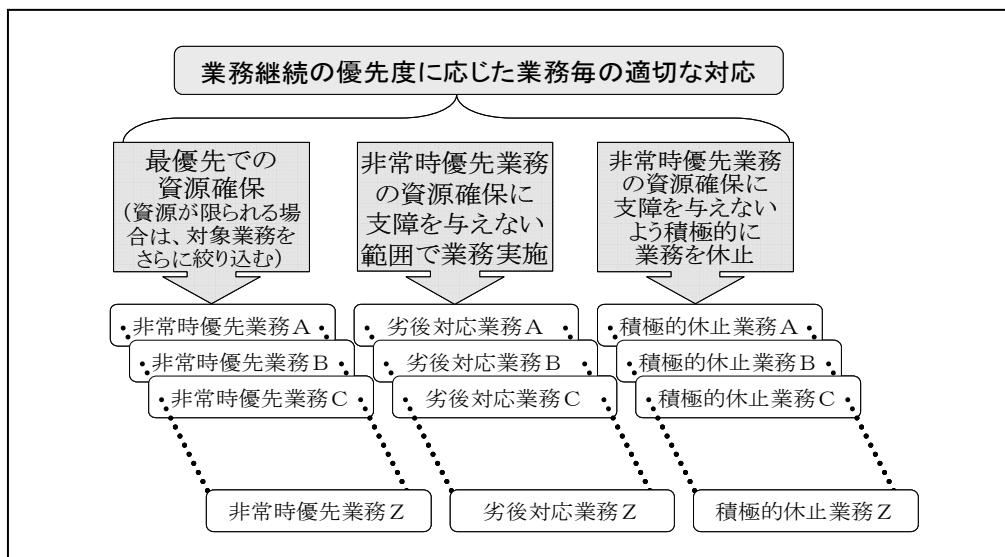 業務継続の優先度に応じた業務毎の適切な対応
最優先での
資源確保
(資源が限られる場
合は、対象業務を
さらに絞り込む)
非常時優先業務
の資源確保に
支障を与えない
範囲で業務実施
非常時優先業務
の資源確保に
支障を与えない
よう積極的に
業務を休止
非常時優先業務A
非常時優先業務B
非常時優先業務C
非常時優先業務Z
劣後対応業務A
劣後対応業務B
劣後対応業務C
劣後対応業務Z
積極的休止業務A
積極的休止業務B
積極的休止業務C
積極的休止業務Z